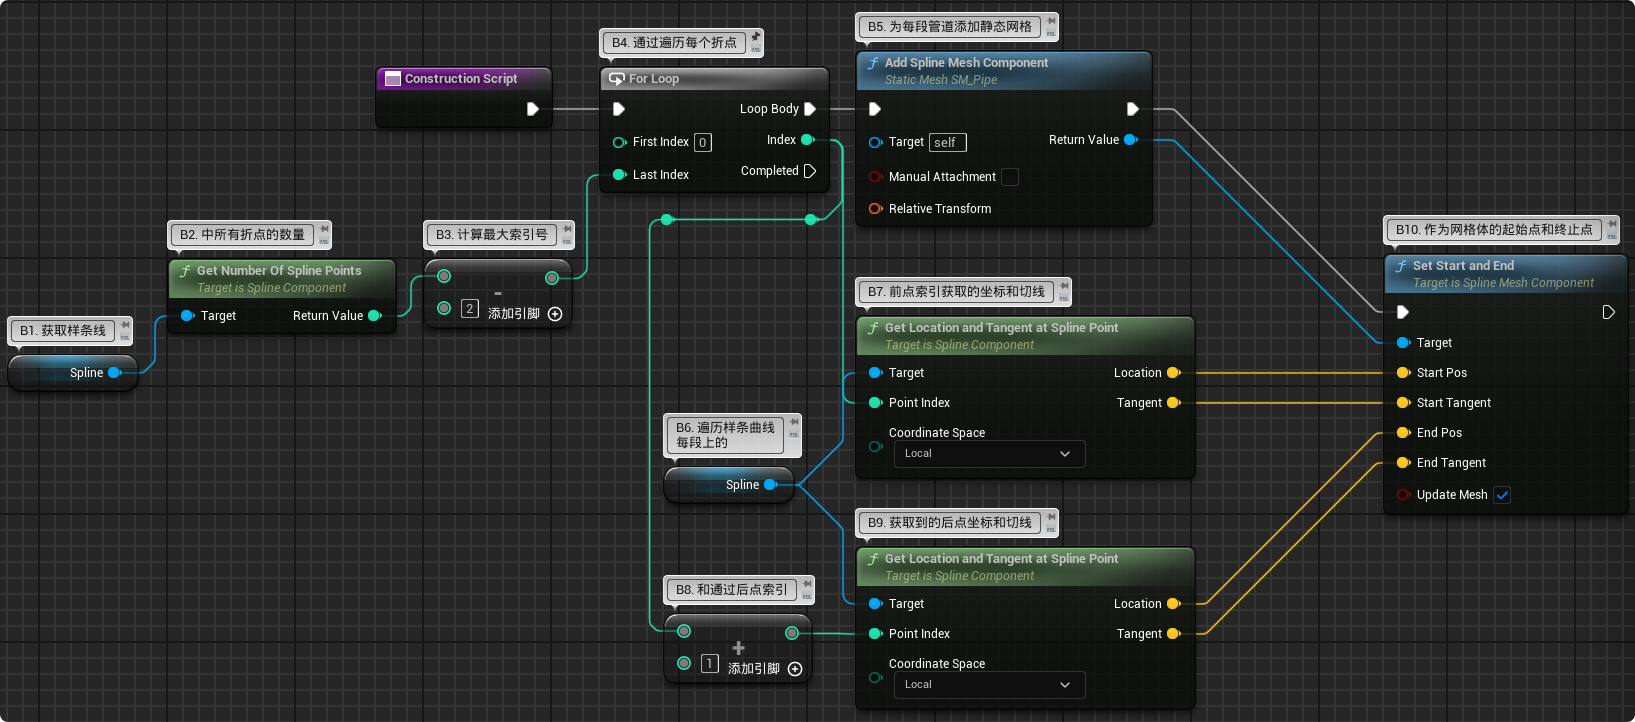 B1. 获取样条线
Spline
B2. 中所有折点的数量
Get Number Of Spline Points
Target is Spline Component
Target
Return Value
B3. 计算最大索引号
-
2
添加引脚
Construction Script
B4. 通过遍历每个折点
For Loop
Loop Body
First Index 0
Index
Last Index
Completed
B5. 为每段管道添加静态网格
Add Spline Mesh Component
Static Mesh SM_Pipe
Target self
Return Value
Manual Attachment
Relative Transform
B6. 遍历样条曲线
每段上的
Spline
B7. 前点索引获取的坐标和切线
Get Location and Tangent at Spline Point
Target is Spline Component
Target
Location
Point Index
Tangent
Coordinate Space
Local
B8. 和通过后点索引
+
1
添加引脚
B9. 获取到的后点坐标和切线
Get Location and Tangent at Spline Point
Target is Spline Component
Target
Location
Point Index
Tangent
Coordinate Space
Local
B10. 作为网格体的起始点和终止点
Set Start and End
Target is Spline Mesh Component
Target
Start Pos
Start Tangent
End Pos
End Tangent
Update Mesh